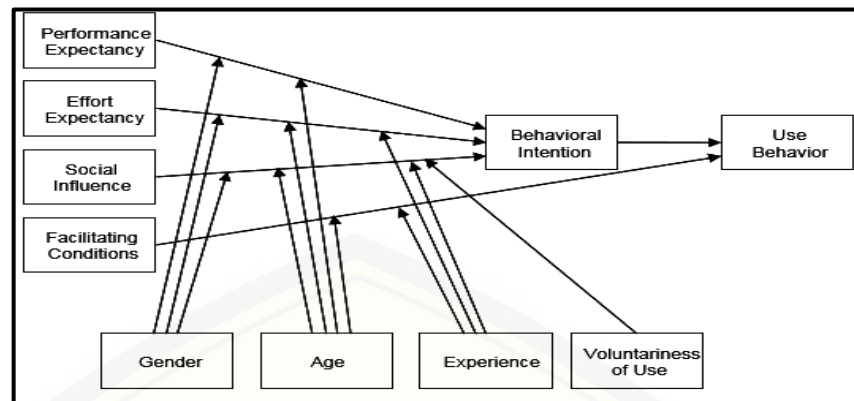 Performance
Expectancy
Effort
Expectancy
Social
Influence
Facilitating
Conditions
Behavioral
Intention
Use
Behavior
Gender
Age
Experience
Voluntariness
of Use